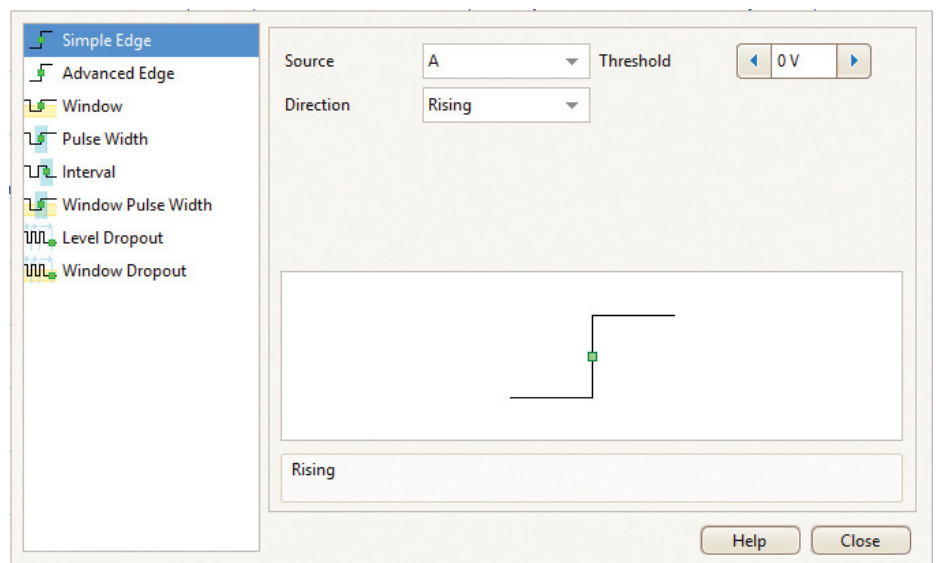 Simple Edge
Advanced Edge
Window
Pulse Width
Interval
Window Pulse Width
Level Dropout
Window Dropout
Source A Threshold 0 V
Direction Rising
Rising
Help Close